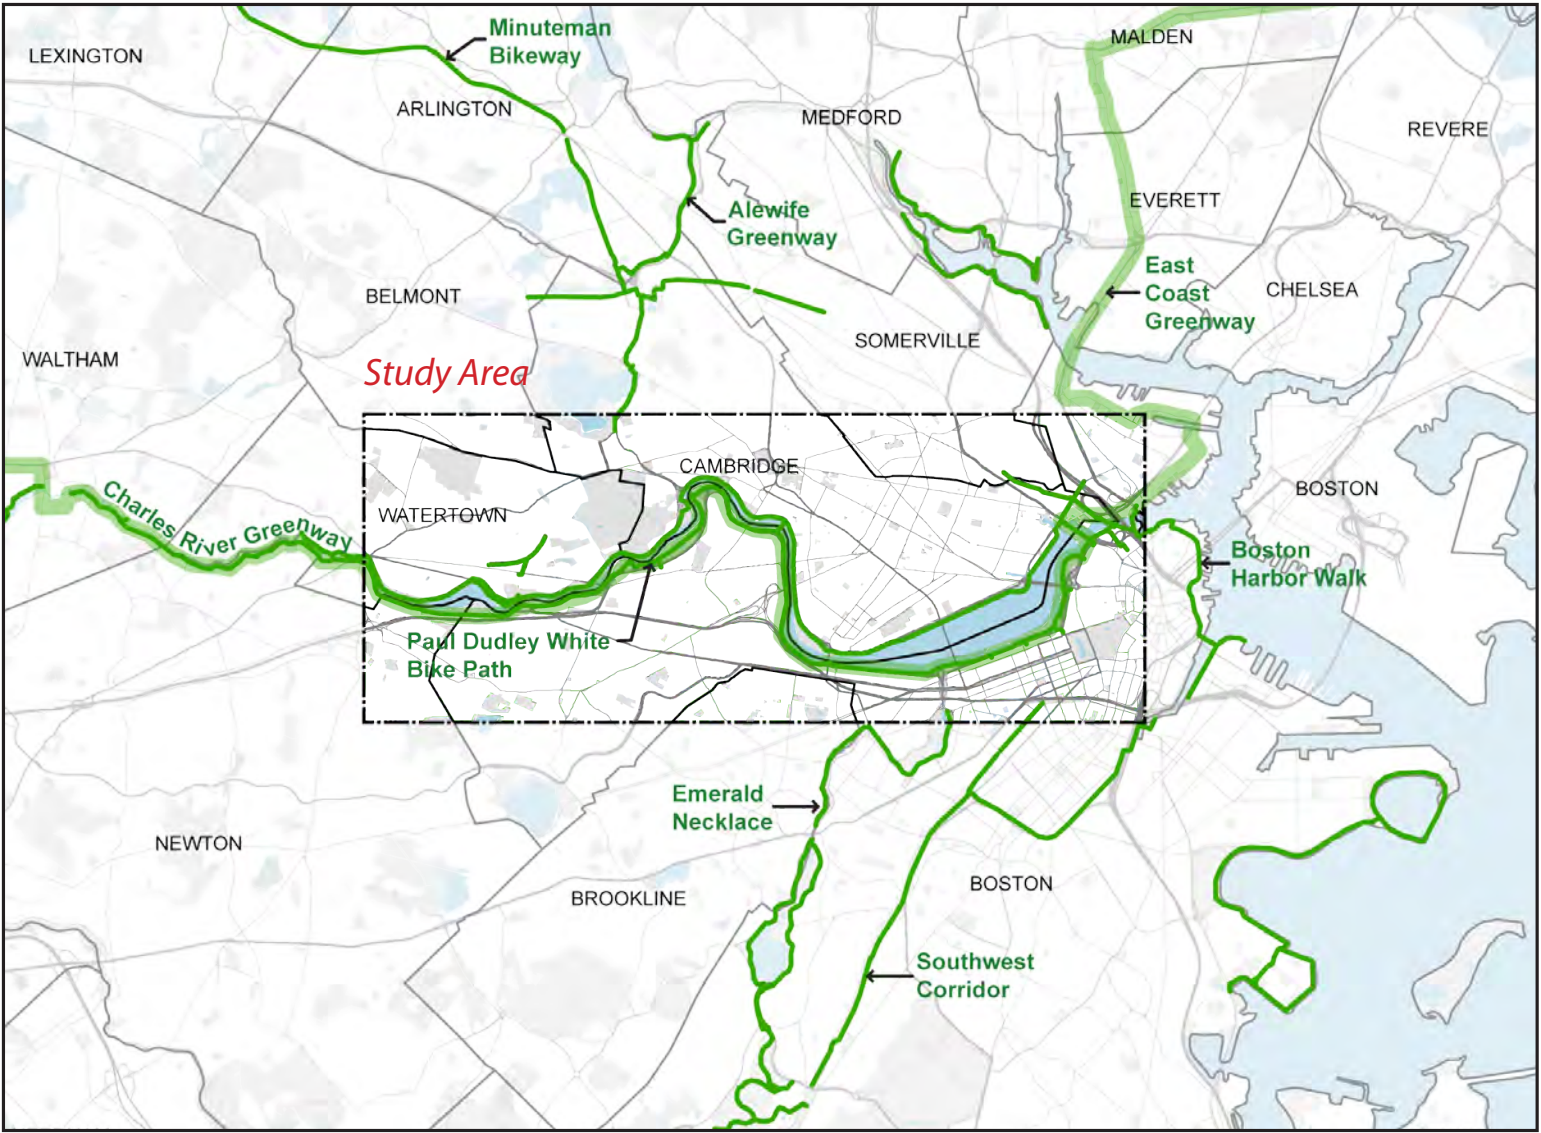 Minuteman
Bikeway
MALDEN
LEXINGTON
ARLINGTON
MEDFORD
REVERE
EVERETT
Alewife
Greenway
East
Coast
Greenway
CHELSEA
BELMONT
SOMERVILLE
WALTHAM
Study Area
CAMBRIDGE
BOSTON
Charles River Greenway
WATERTOWN
Boston
Harbor Walk
Paul Dudley White
Bike Path
Emerald
Necklace
NEWTON
BROOKLINE
BOSTON
Southwest
Corridor